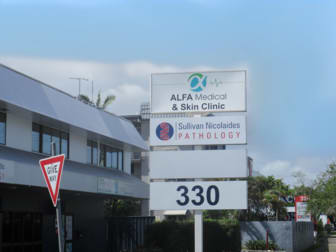 ALFA Medical
& Skin Clinic
Sullivan Nicolaides
PATHOLOGY
330
GIVE
WAY